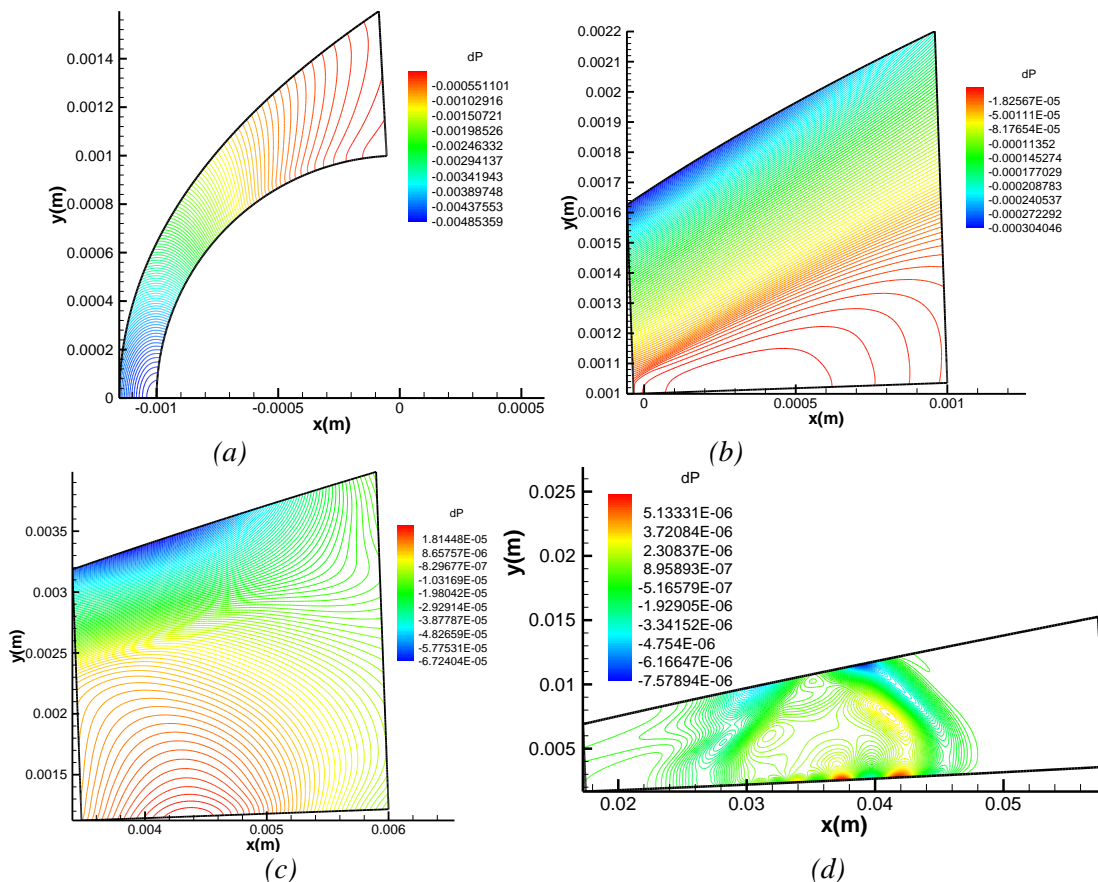 dP
-0.000551101
-0.00102916
-0.00150721
-0.00198526
-0.00246332
-0.00294137
-0.00341943
-0.00389748
-0.00437553
-0.00485359
0.0014
0.0012
0.001
0.0008
0.0006
0.0004
0.0002
0
y(m)
-0.001
-0.0005
0
0.0005
x(m)
(a)
dP
-1.82567E-05
-5.00111E-05
-8.17654E-05
-0.00011352
-0.000145274
-0.000177029
-0.000208783
-0.000240537
-0.000272292
-0.000304046
0.0022
0.0021
0.002
0.0019
0.0018
0.0017
0.0016
0.0015
0.0014
0.0013
0.0012
0.0011
0.001
y(m)
0
0.0005
0.001
x(m)
(b)
dP
1.81448E-05
8.65757E-06
-8.29677E-07
-1.03169E-05
-1.98042E-05
-2.92914E-05
-3.87787E-05
-4.82659E-05
-5.77531E-05
-6.72404E-05
0.0035
0.003
0.0025
0.002
0.0015
y(m)
0.004
0.005
0.006
x(m)
(c)
dP
5.13331E-06
3.72084E-06
2.30837E-06
8.95893E-07
-5.16579E-07
-1.92905E-06
-3.34152E-06
-4.754E-06
-6.16647E-06
-7.57894E-06
0.025
0.02
0.015
0.01
0.005
y(m)
0.02
0.03
0.04
0.05
x(m)
(d)